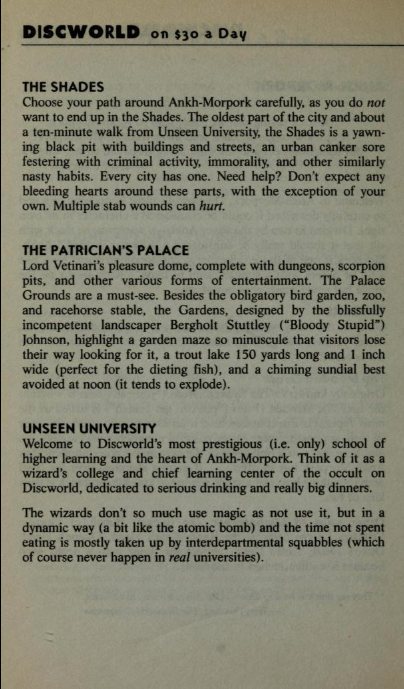 DISCWORLD on $30 a Day
THE SHADES
Choose your path around Ankh-Morpork carefully, as you do not
want to end up in the Shades. The oldest part of the city and about
a ten-minute walk from Unseen University, the Shades is a yawn-
ing black pit with buildings and streets, an urban canker sore
festering with criminal activity, immorality, and other similarly
nasty habits. Every city has one. Need help? Don't expect any
bleeding hearts around these parts, with the exception of your
own. Multiple stab wounds can hurt.
THE PATRICIAN'S PALACE
Lord Vetinari's pleasure dome, complete with dungeons, scorpion
pits, and other various forms of entertainment. The Palace
Grounds are a must-see. Besides the obligatory bird garden, zoo,
and racehorse stable, the Gardens, designed by the blissfully
incompetent landscaper Bergholt Stuttley ("Bloody Stupid")
Johnson, highlight a garden maze so minuscule that visitors lose
their way looking for it, a trout lake 150 yards long and 1 inch
wide (perfect for the dieting fish), and a chiming sundial best
avoided at noon (it tends to explode).
UNSEEN UNIVERSITY
Welcome to Discworld's most prestigious (i.e. only) school of
higher learning and the heart of Ankh-Morpork. Think of it as a
wizard's college and chief learning center of the occult on
Discworld, dedicated to serious drinking and really big dinners.
The wizards don't so much use magic as not use it, but in a
dynamic way (a bit like the atomic bomb) and the time not spent
eating is mostly taken up by interdepartmental squabbles (which
of course never happen in real universities).